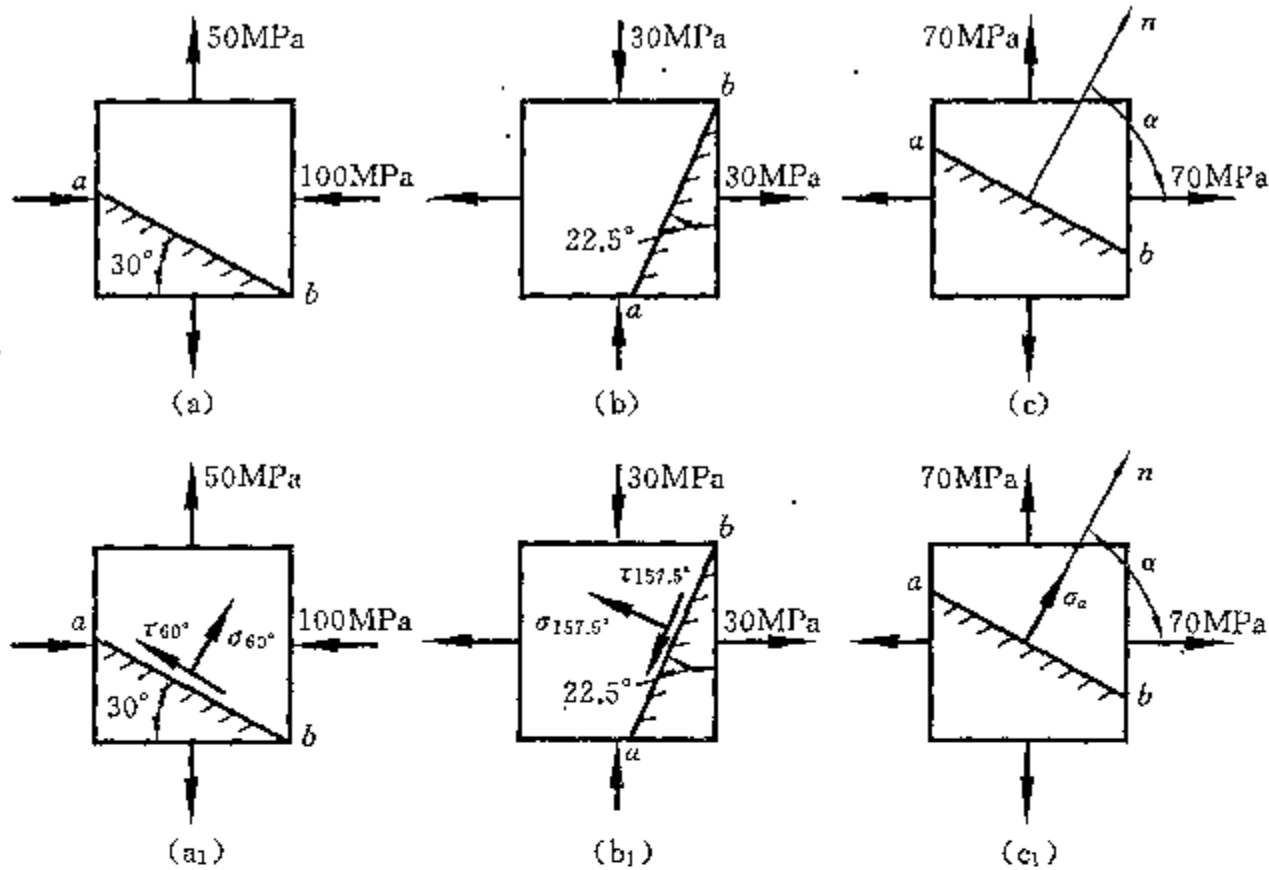 50MPa
a
100MPa
30°
b
(a)
30MPa
b
30MPa
22.5°
a
(b)
70MPa
n
a
α
70MPa
b
(c)
50MPa
a
τ60°
σ60°
100MPa
30°
b
(a1)
30MPa
b
τ157.5°
σ157.5°
30MPa
22.5°
a
(b1)
70MPa
n
a
α
σα
70MPa
b
(c1)